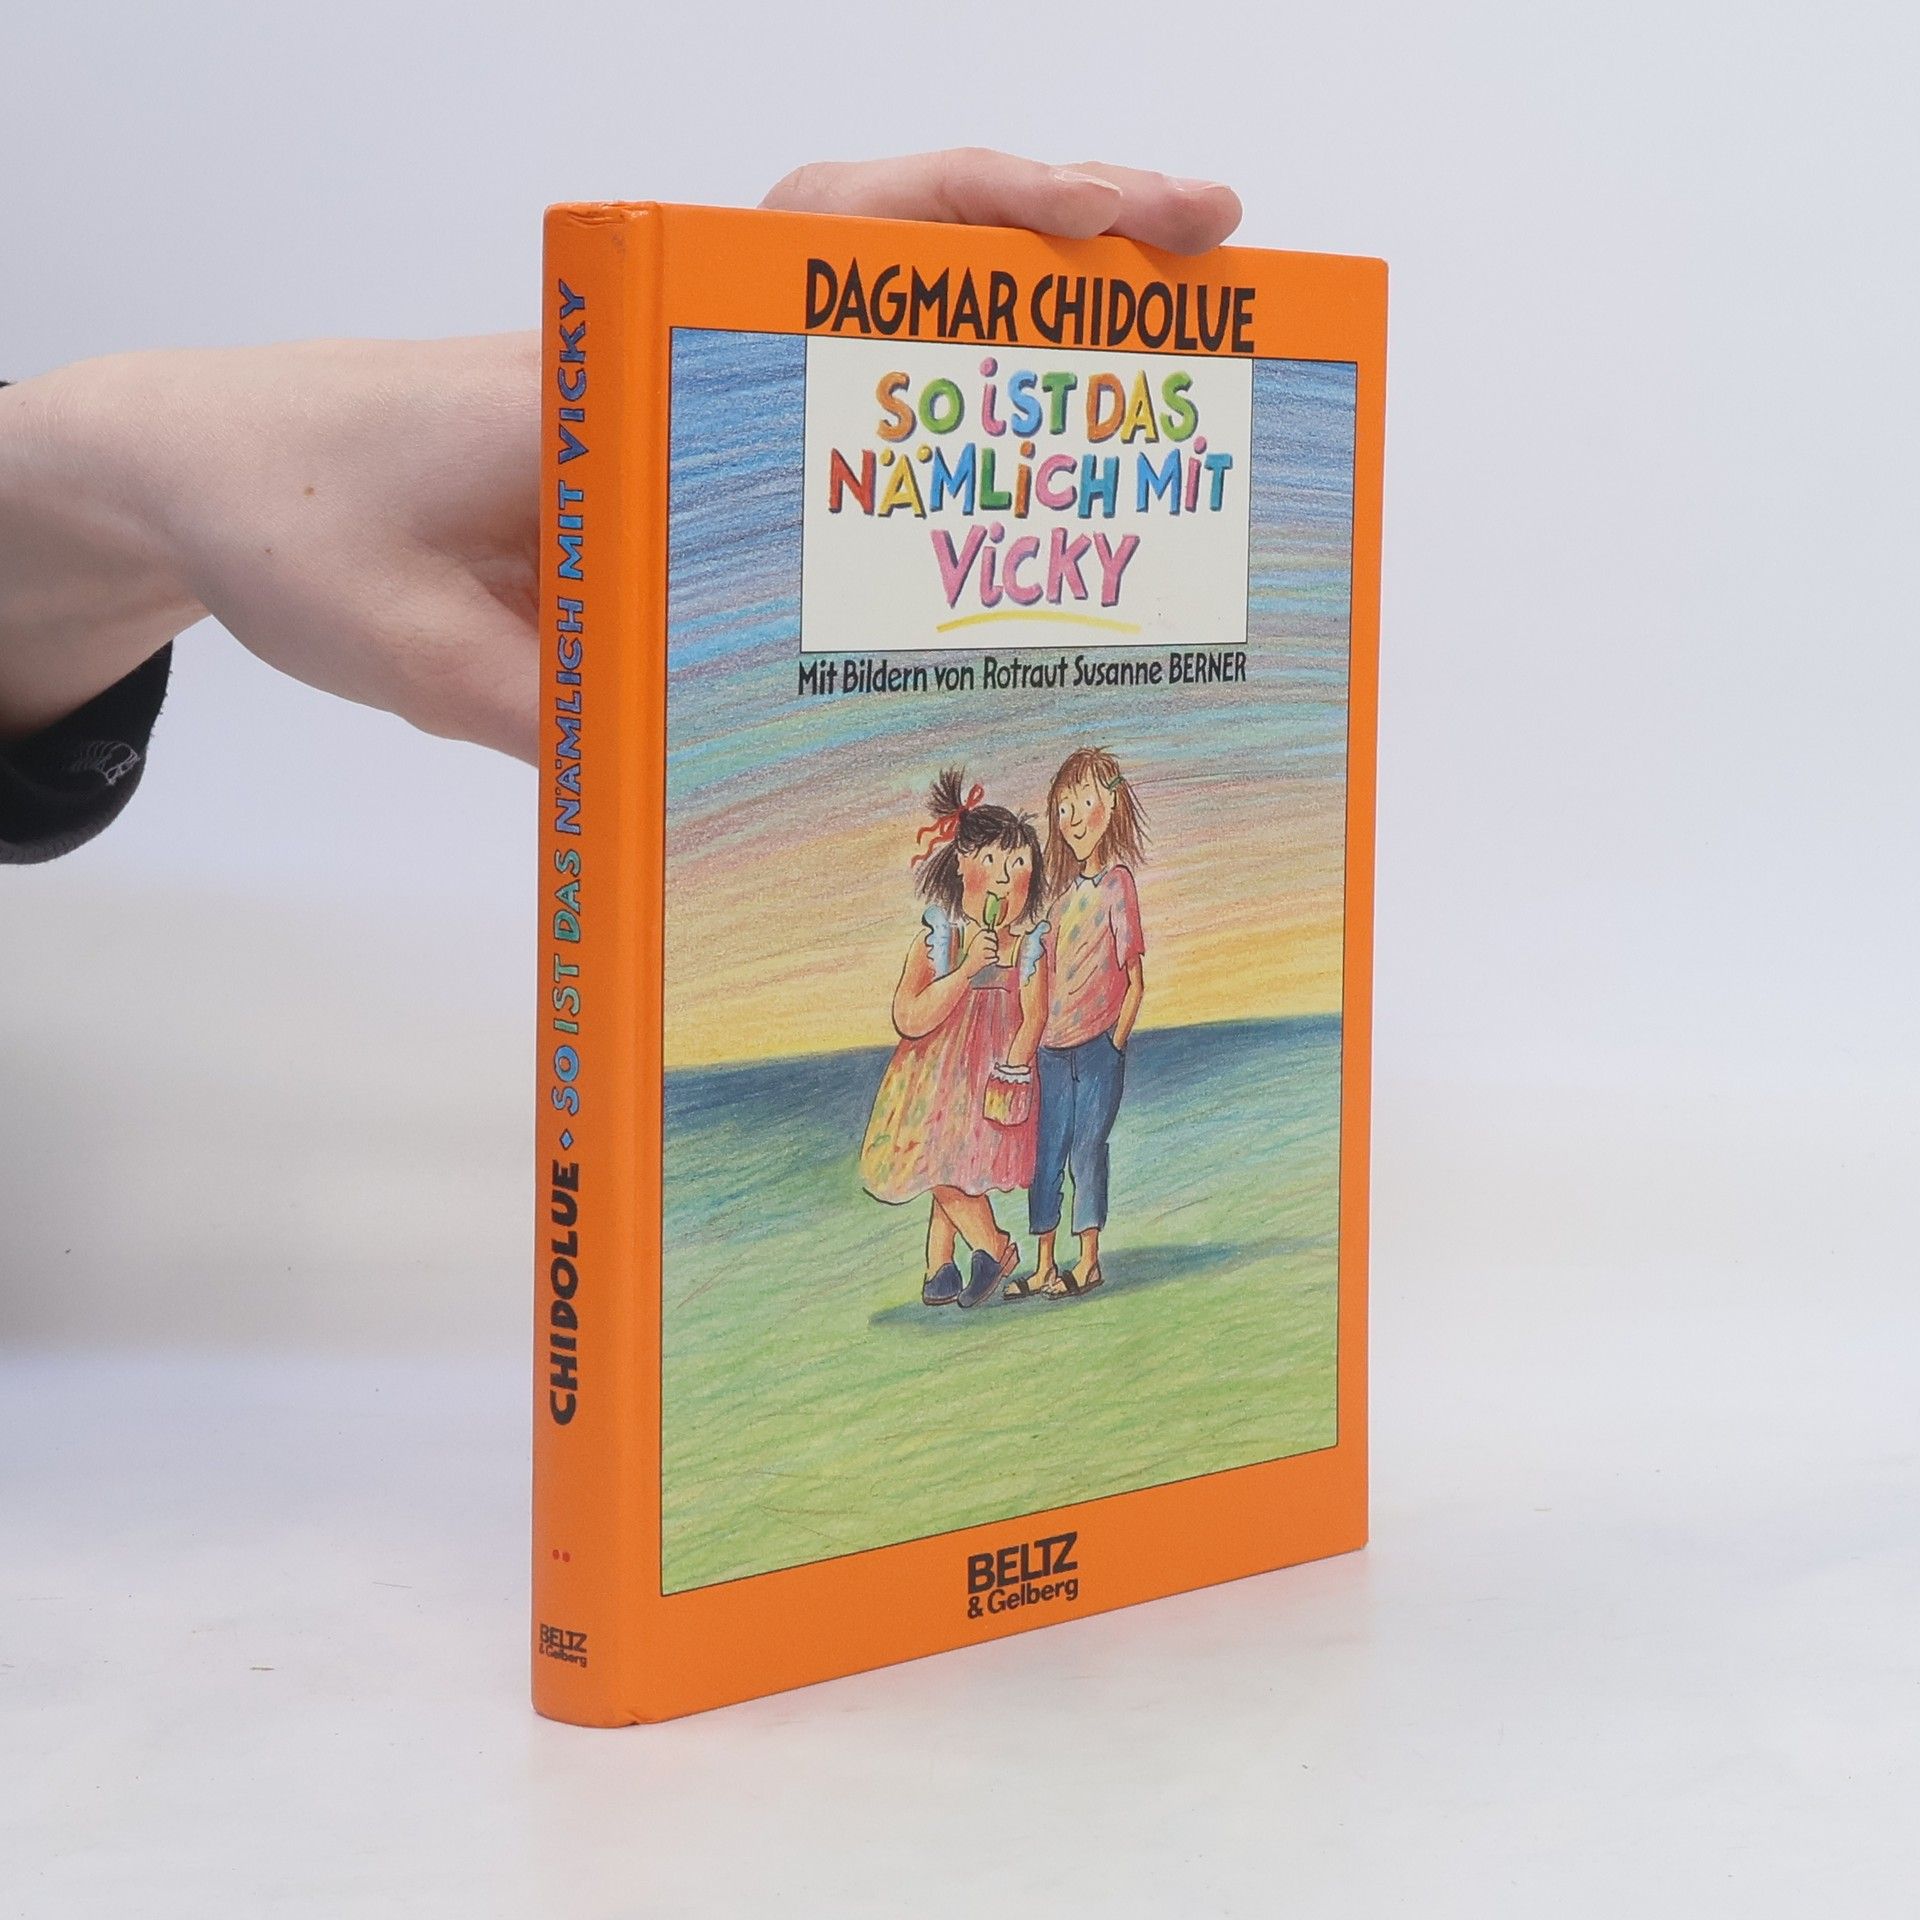 DAGMAR CHIDOLUE
SO iST DAS
NÄMLiCH MiT
ViCKY
Mit Bildern von Rotraut Susanne BERNER
BELTZ
& Gelberg
CHIDOLUE ⬥ SO IST DAS NÄMLICH MIT VICKY
BELTZ
& Gelberg